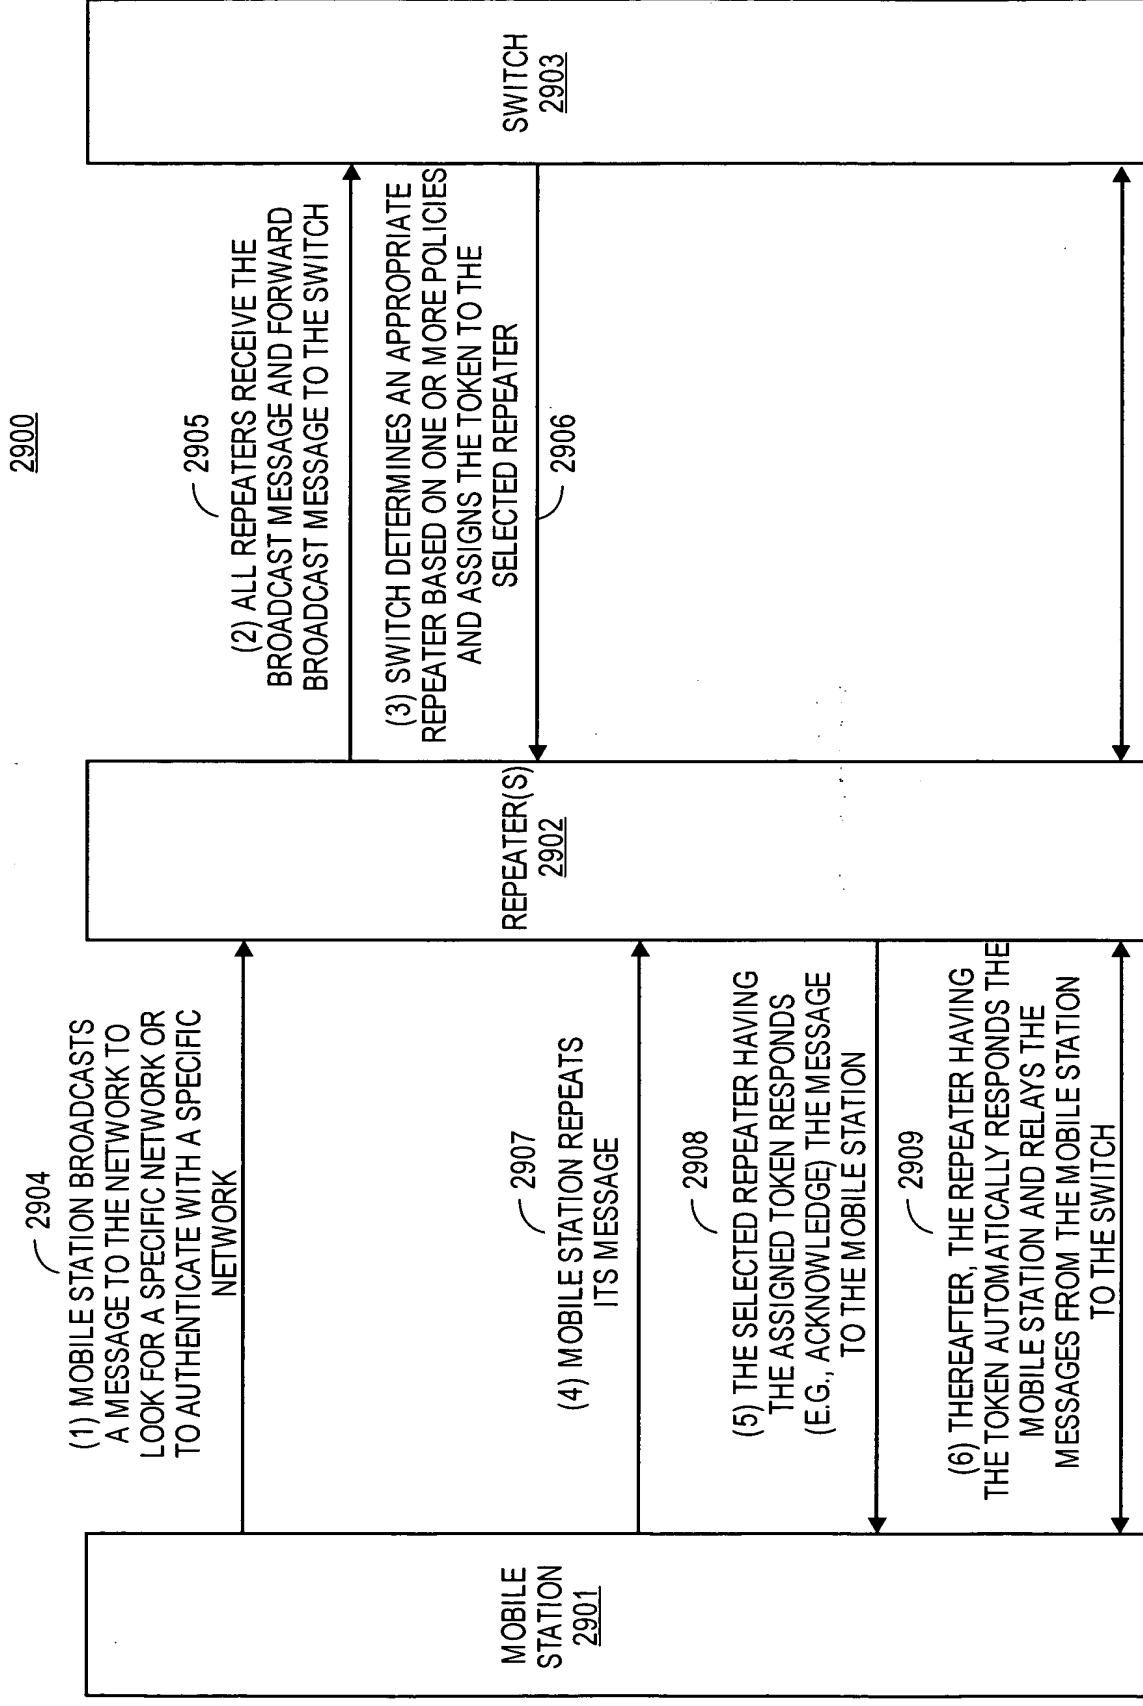 2900
2904
(1) MOBILE STATION BROADCASTS
A MESSAGE TO THE NETWORK TO
LOOK FOR A SPECIFIC NETWORK OR
TO AUTHENTICATE WITH A SPECIFIC
NETWORK
2905
(2) ALL REPEATERS RECEIVE THE
BROADCAST MESSAGE AND FORWARD
BROADCAST MESSAGE TO THE SWITCH
(3) SWITCH DETERMINES AN APPROPRIATE
REPEATER BASED ON ONE OR MORE POLICIES
AND ASSIGNS THE TOKEN TO THE
SELECTED REPEATER
2906
MOBILE
STATION
2901
REPEATER(S)
2902
SWITCH
2903
2907
(4) MOBILE STATION REPEATS
ITS MESSAGE
2908
(5) THE SELECTED REPEATER HAVING
THE ASSIGNED TOKEN RESPONDS
(E.G., ACKNOWLEDGE) THE MESSAGE
TO THE MOBILE STATION
2909
(6) THEREAFTER, THE REPEATER HAVING
THE TOKEN AUTOMATICALLY RESPONDS THE
MOBILE STATION AND RELAYS THE
MESSAGES FROM THE MOBILE STATION
TO THE SWITCH